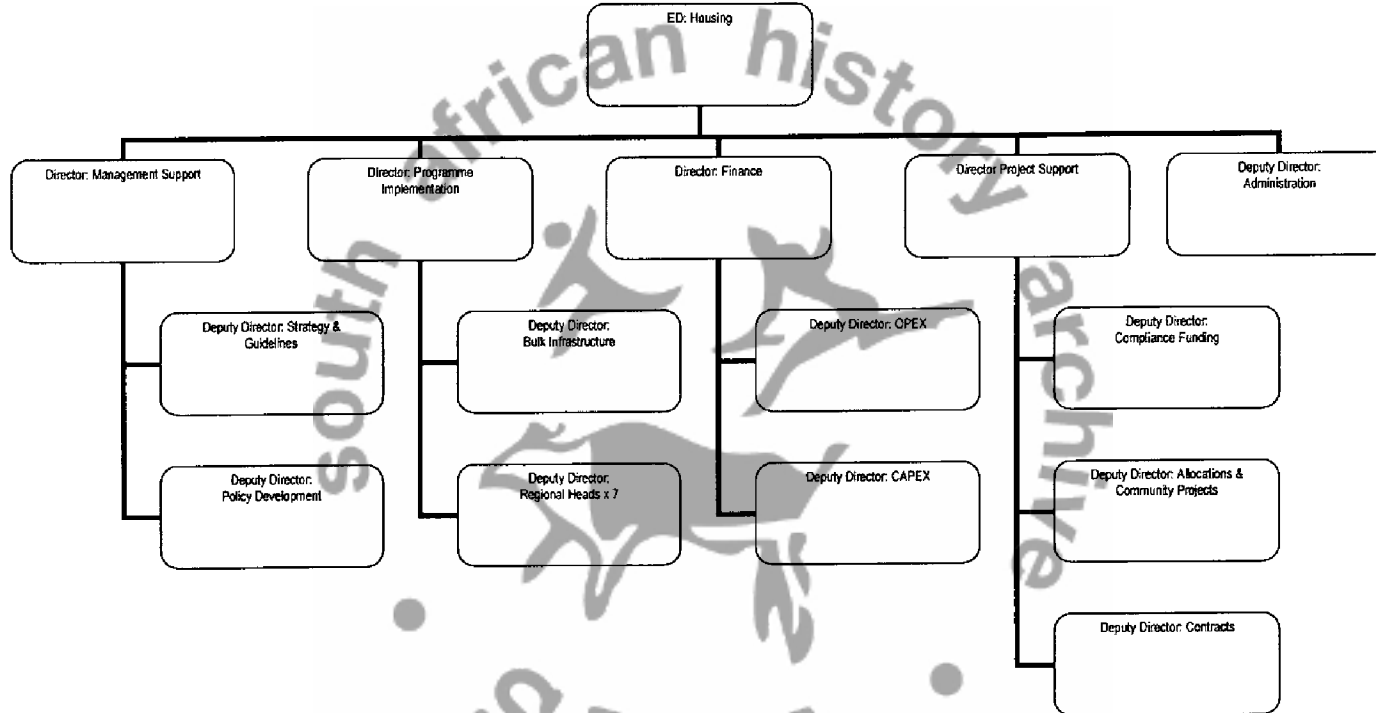 ED: Housing
Director: Management Support
Director: Programme
Implementation
Director: Finance
Director Project Support
Deputy Director:
Administration
Deputy Director: Strategy &
Guidelines
Deputy Director:
Bulk Infrastructure
Deputy Director: OPEX
Deputy Director:
Compliance Funding
Deputy Director:
Policy Development
Deputy Director:
Regional Heads x 7
Deputy Director: CAPEX
Deputy Director: Allocations &
Community Projects
Deputy Director: Contracts
south african history archive